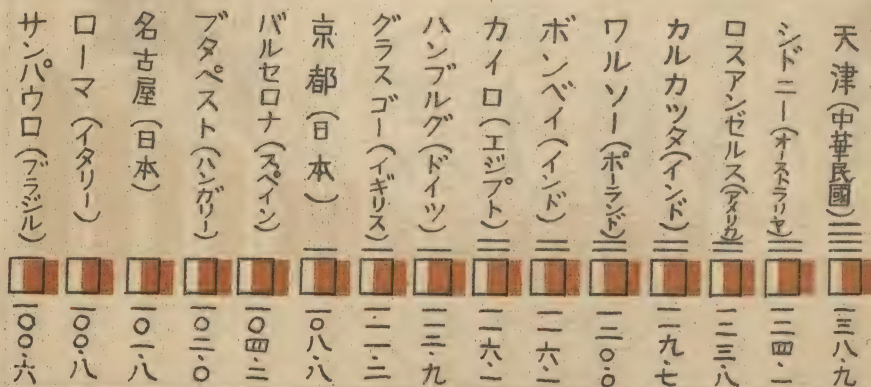 天津(中華民國) 一三八・九
シドニー(オーストラリヤ) 一二四・一
ロスアンゼルス(アメリカ) 一二三・八
カルカツタ(インド) 一一九・七
ワルソー(ポーランド) 一二〇・〇
ボンベイ(インド) 一一六・一
カイロ(エジプト) 一一六・一
ハンブルグ(ドイツ) 一一三・九
グラスゴー(イギリス) 一一一・二
京都(日本) 一〇八・八
バルセロナ(スペイン) 一〇四・二
ブタペスト(ハンガリー) 一〇二・〇
名古屋(日本) 一〇一・八
ローマ(イタリー) 一〇〇・八
サンパウロ(ブラジル) 一〇〇・六